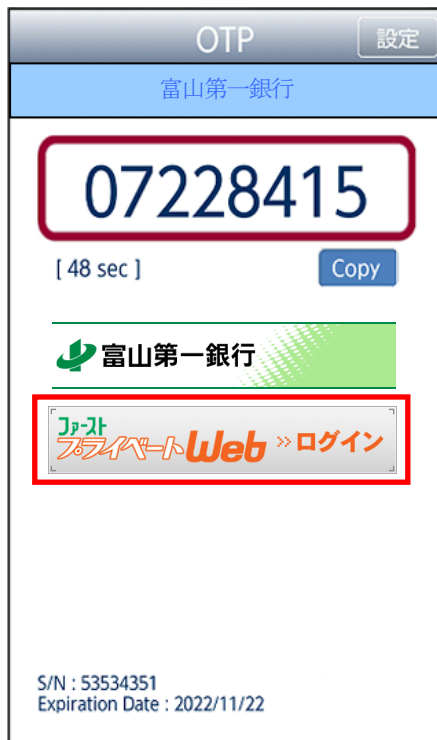 OTP 設定
富山第一銀行
07228415
[ 48 sec ] Copy
富山第一銀行
ファースト
プライベートWeb ログイン
S/N : 53534351
Expiration Date : 2022/11/22